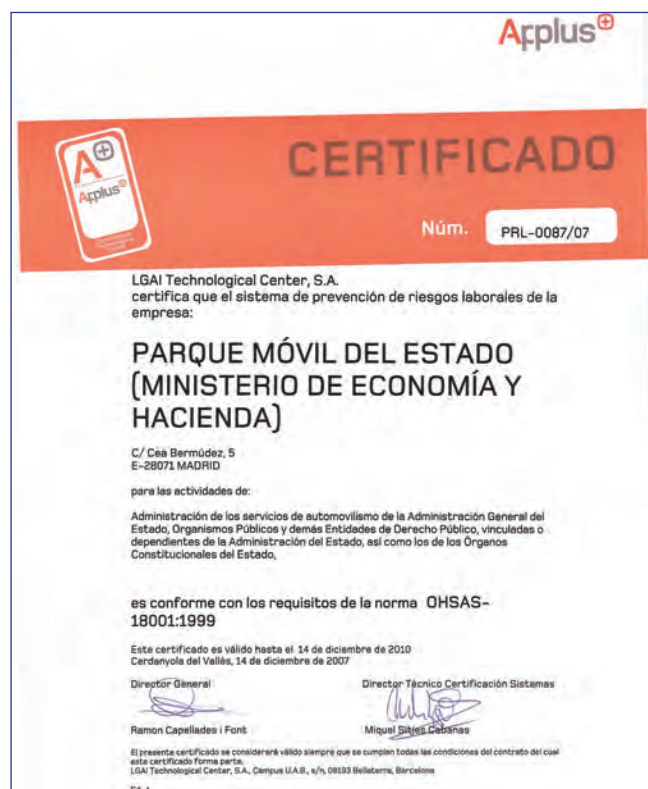 Applus+
A+
Applus+
CERTIFICADO
Núm. PRL-0087/07
LGAI Technological Center, S.A.
certifica que el sistema de prevención de riesgos laborales de la
empresa:
PARQUE MÓVIL DEL ESTADO
(MINISTERIO DE ECONOMÍA Y
HACIENDA)
C/ Cea Bermúdez, 5
E-28071 MADRID
para las actividades de:
Administración de los servicios de automovilismo de la Administración General del
Estado, Organismos Públicos y demás Entidades de Derecho Público, vinculadas o
dependientes de la Administración del Estado, así como los de los Órganos
Constitucionales del Estado,
es conforme con los requisitos de la norma OHSAS-
18001:1999
Este certificado es válido hasta el 14 de diciembre de 2010
Cerdanyola del Vallès, 14 de diciembre de 2007
Director General Director Técnico Certificación Sistemas
Ramon Capellades i Font Miquel Sitjes Cabanas
El presente certificado se considerará válido siempre que se cumplan todas las condiciones del contrato del cual
este certificado forma parte.
LGAI Technological Center, S.A., Campus U.A.B., s/n, 08193 Bellaterra, Barcelona